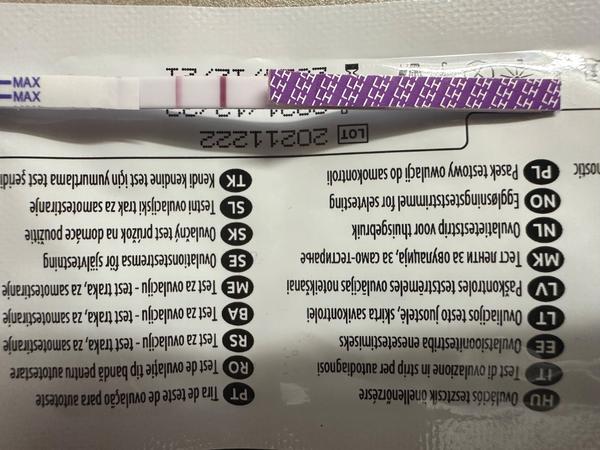 HU Ovulációs tesztcsík önellenőrzésre
IT Test di ovulazione in strip per autodiagnosi
EE Ovulatsioonitestriba enesetestimiseks
LT Ovuliacijos testo juostelė, skirta savikontrolei
LV Paškontroles teststrēmele ovulācijas noteikšanai
MK Тест ленти за овулација, за само-тестирање
NL Ovulatieteststrip voor thuisgebruik
NO Eggløsningsteststrimmel for selvtesting
PL Pasek testowy owulacji do samokontroli
PT Tira de teste de ovulação para autoteste
RO Test de ovulație tip bandă pentru autotestare
RS Test za ovulaciju - test, traka, za samotestiranje
BA Test za ovulaciju - test, traka, za samotestiranje
ME Test za ovulaciju - test traka, za samotestiranje
SE Ovulationstestremsa för självtestning
SK Ovulačný test prúžok na domáce použitie
SL Testni ovulacijski trak za samotestiranje
TK Kendi kendine test için yumurtlama test şeridi
LOT 20211222
MAX
MAX